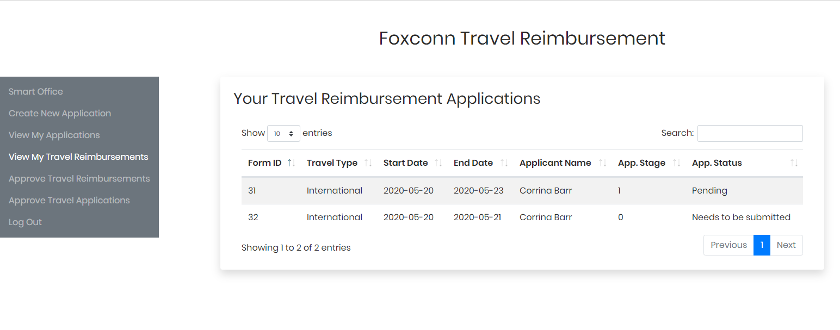 Foxconn Travel Reimbursement
Smart Office
Create New Application
View My Applications
View My Travel Reimbursements
Approve Travel Reimbursements
Approve Travel Applications
Log Out
Your Travel Reimbursement Applications
Show 10 entries Search:
Form ID Travel Type Start Date End Date Applicant Name App. Stage App. Status
31 International 2020-05-20 2020-05-23 Corrina Barr 1 Pending
32 International 2020-05-20 2020-05-21 Corrina Barr 0 Needs to be submitted
Showing 1 to 2 of 2 entries Previous 1 Next